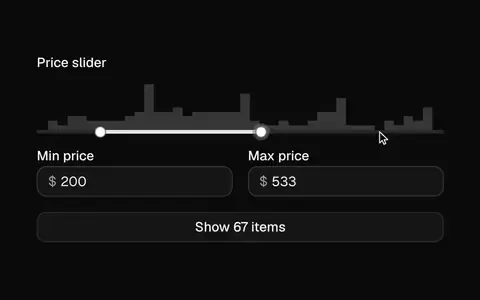 Price slider
Min price
Max price
$ 200
$ 533
Show 67 items